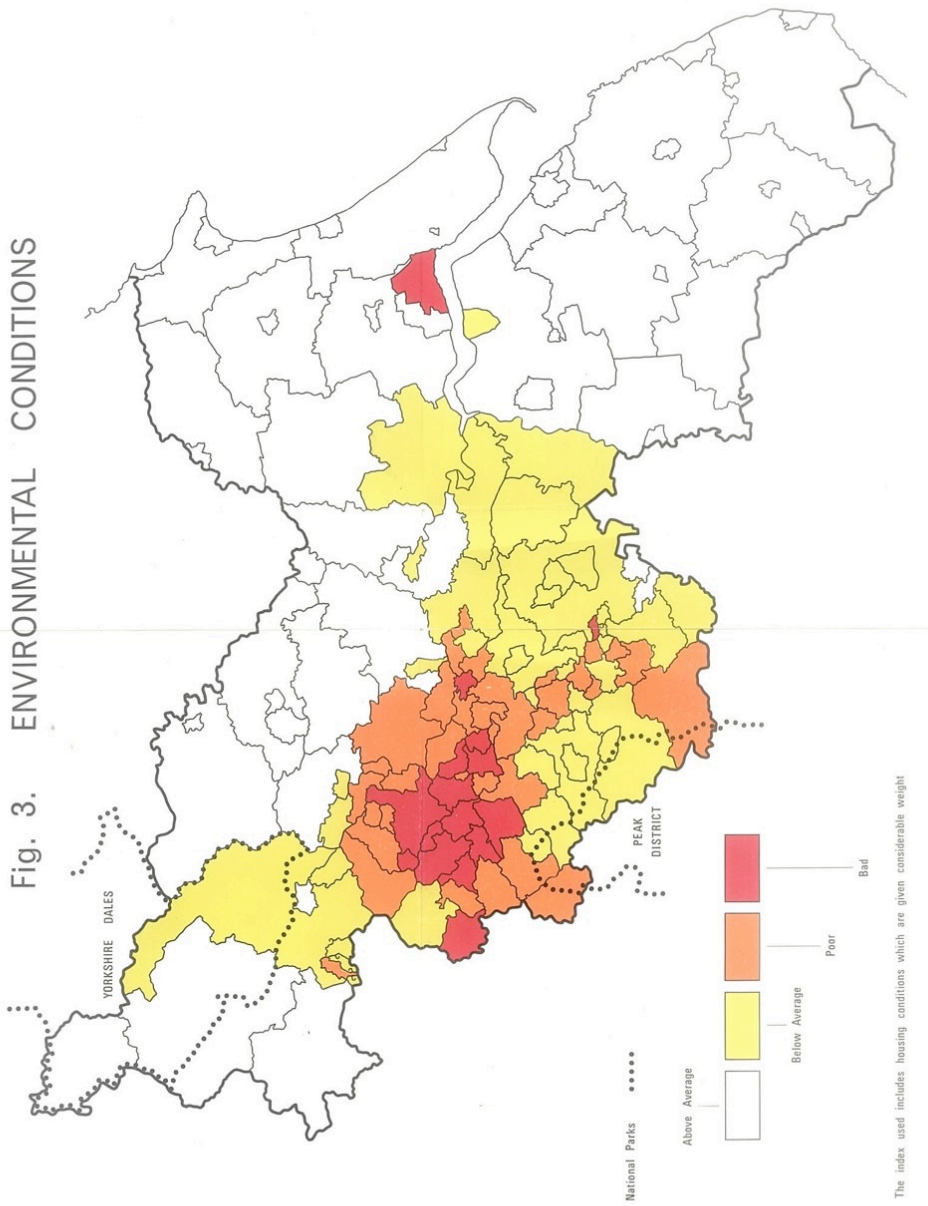 Fig. 3. ENVIRONMENTAL CONDITIONS
YORKSHIRE DALES
PEAK
DISTRICT
National Parks
Above Average
Below Average
Poor
Bad
The index used includes housing conditions which are given considerable weight